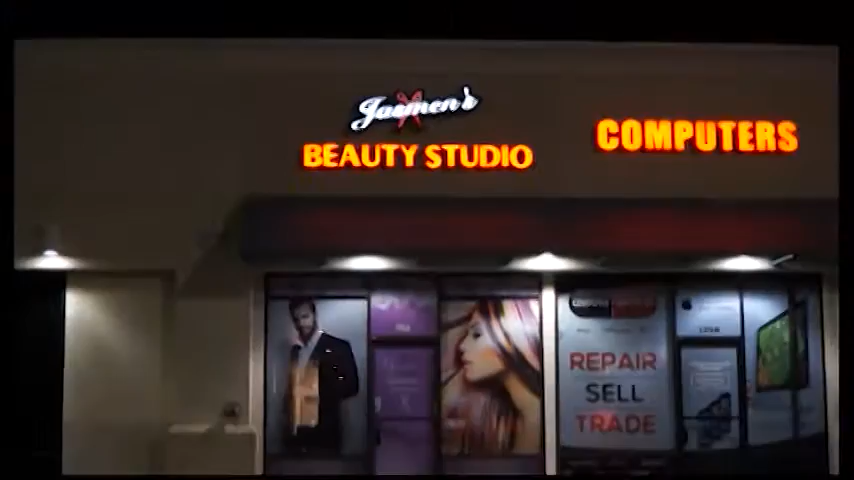 Jasmen's
BEAUTY STUDIO
COMPUTERS
REPAIR
SELL
TRADE